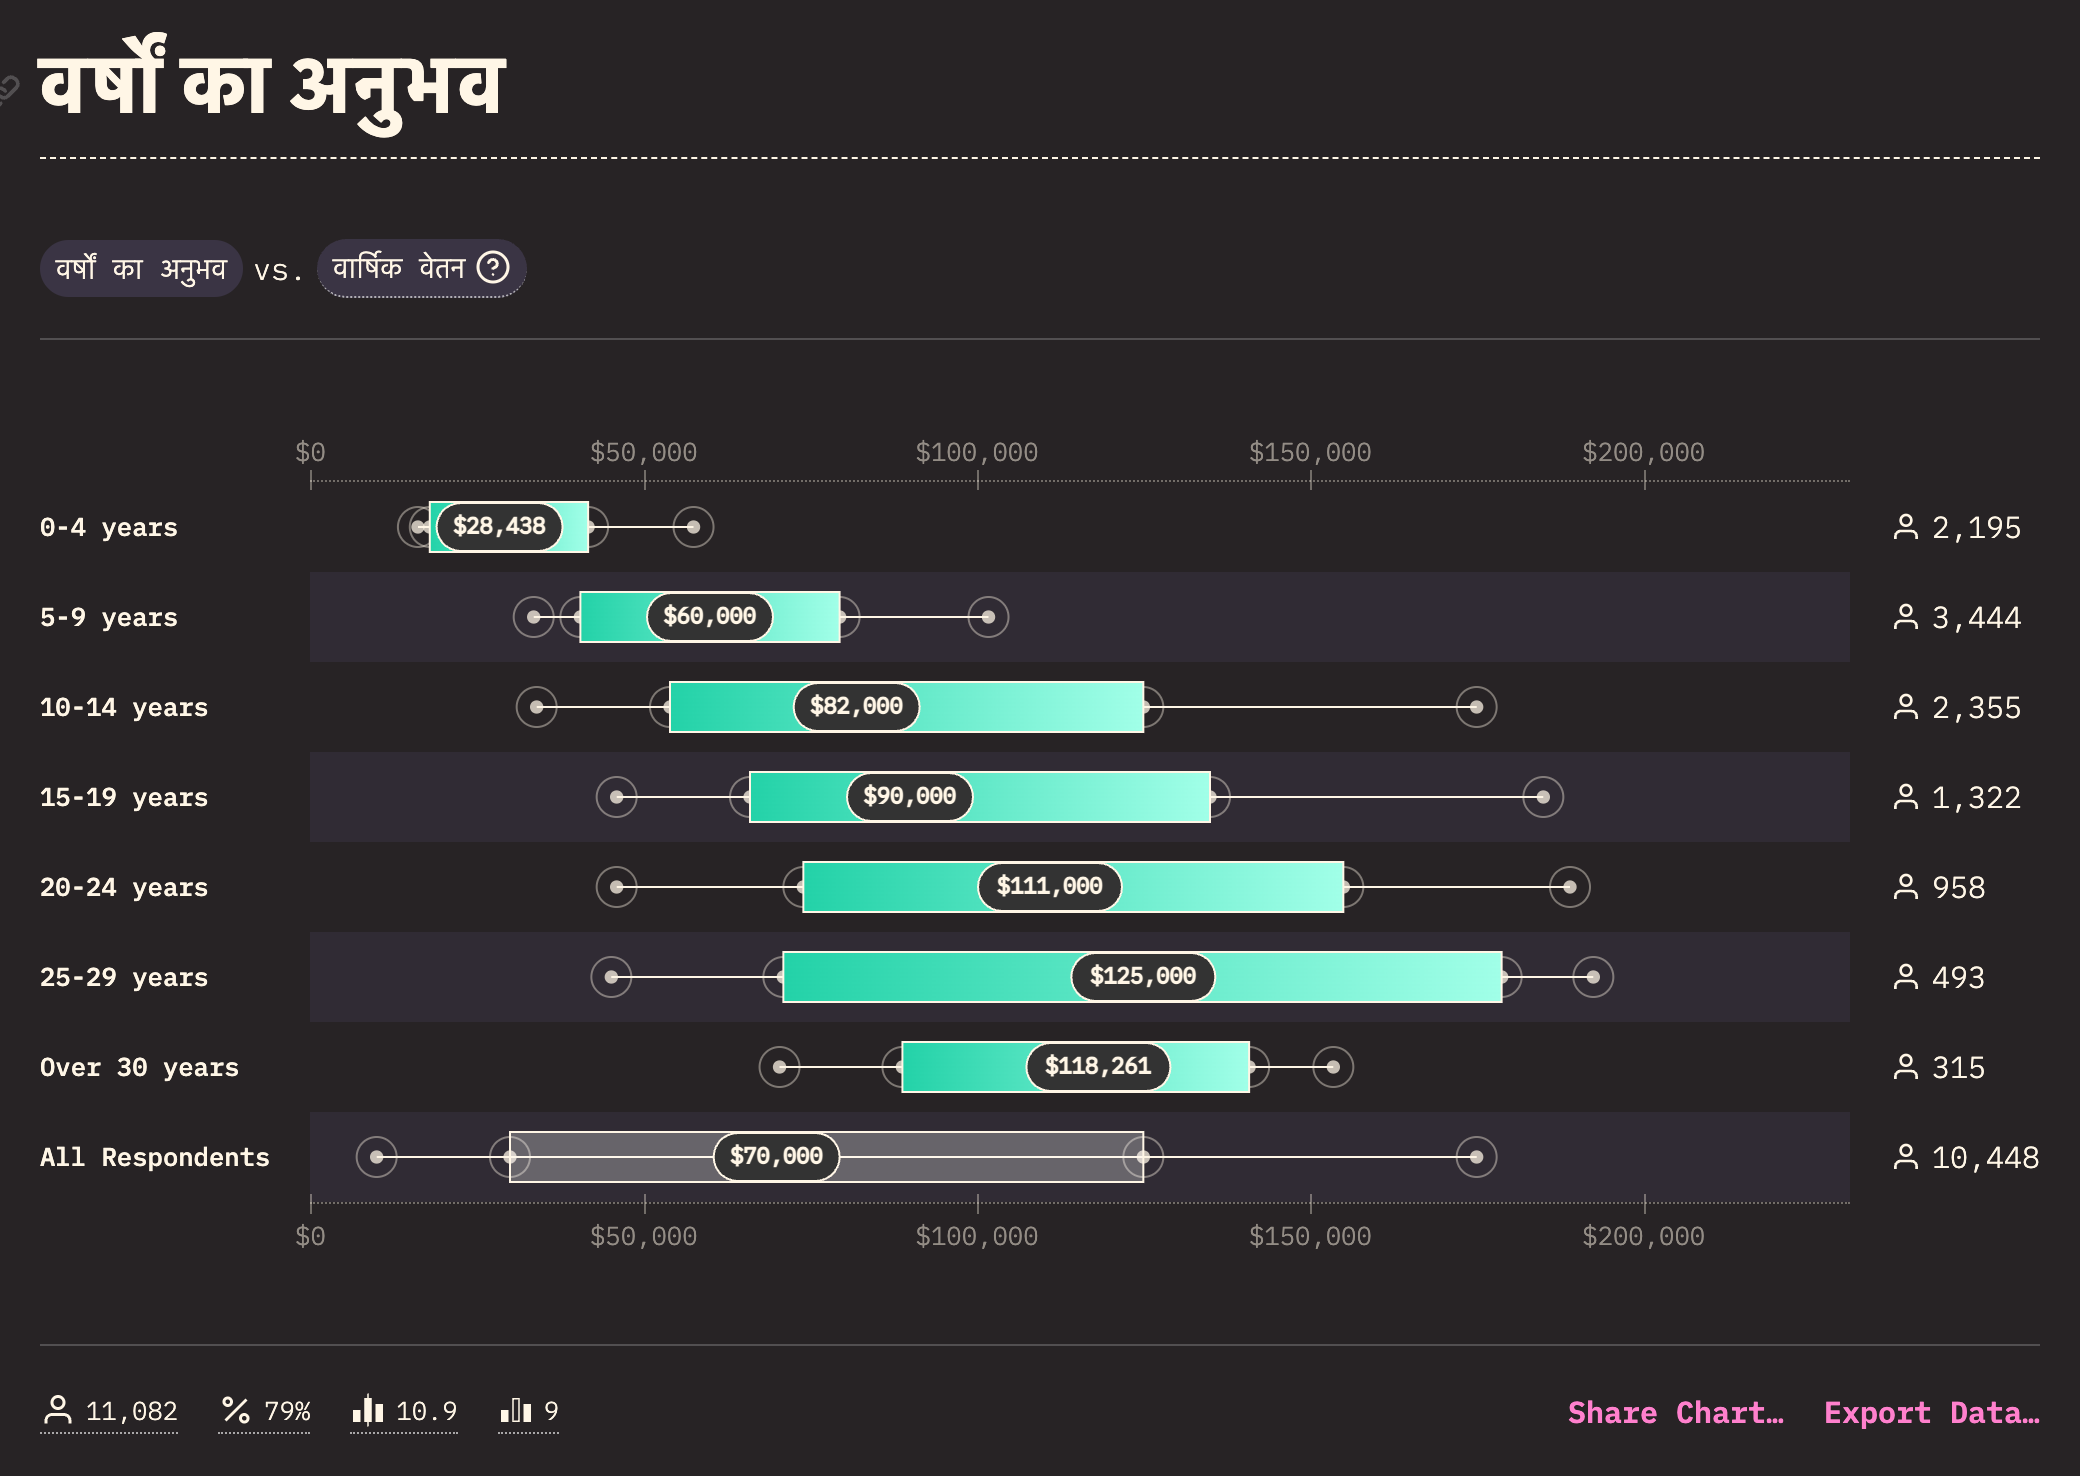 वर्षों का अनुभव
वर्षों का अनुभव vs. वार्षिक वेतन ?
$0 $50,000 $100,000 $150,000 $200,000
0-4 years $28,438 2,195
5-9 years $60,000 3,444
10-14 years $82,000 2,355
15-19 years $90,000 1,322
20-24 years $111,000 958
25-29 years $125,000 493
Over 30 years $118,261 315
All Respondents $70,000 10,448
$0 $50,000 $100,000 $150,000 $200,000
11,082 79% 10.9 9 Share Chart… Export Data…